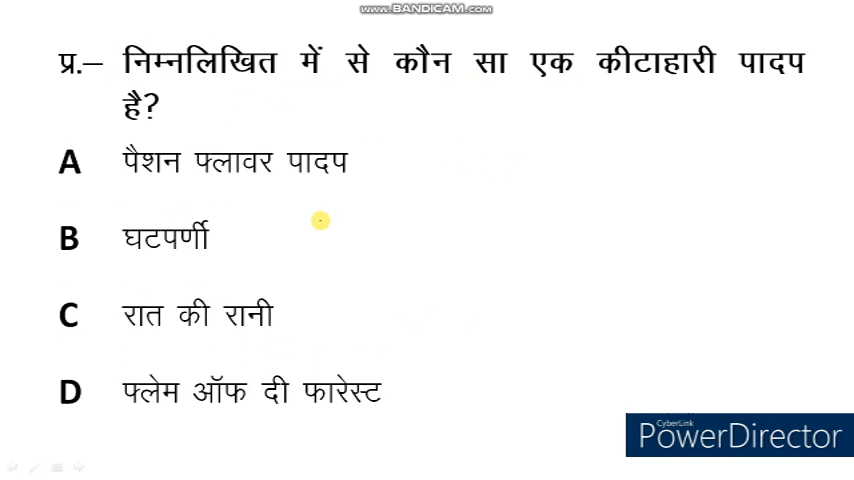 www.BANDICAM.com
प्र.– निम्नलिखित में से कौन सा एक कीटाहारी पादप
है?
A पैशन फ्लावर पादप
B घटपर्णी
C रात की रानी
D फ्लेम ऑफ दी फारेस्ट
CyberLink
PowerDirector